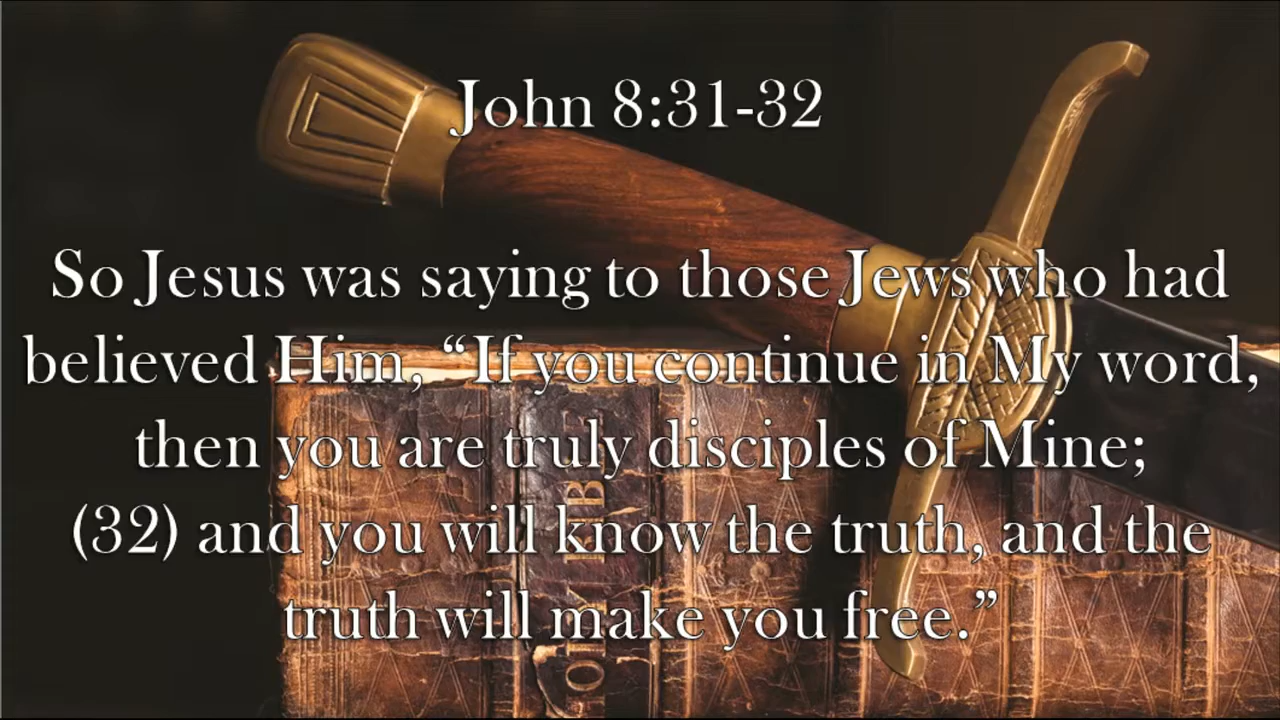 John 8:31-32
So Jesus was saying to those Jews who had
believed Him, “If you continue in My word,
then you are truly disciples of Mine;
(32) and you will know the truth, and the
truth will make you free.”
HOLY BIB